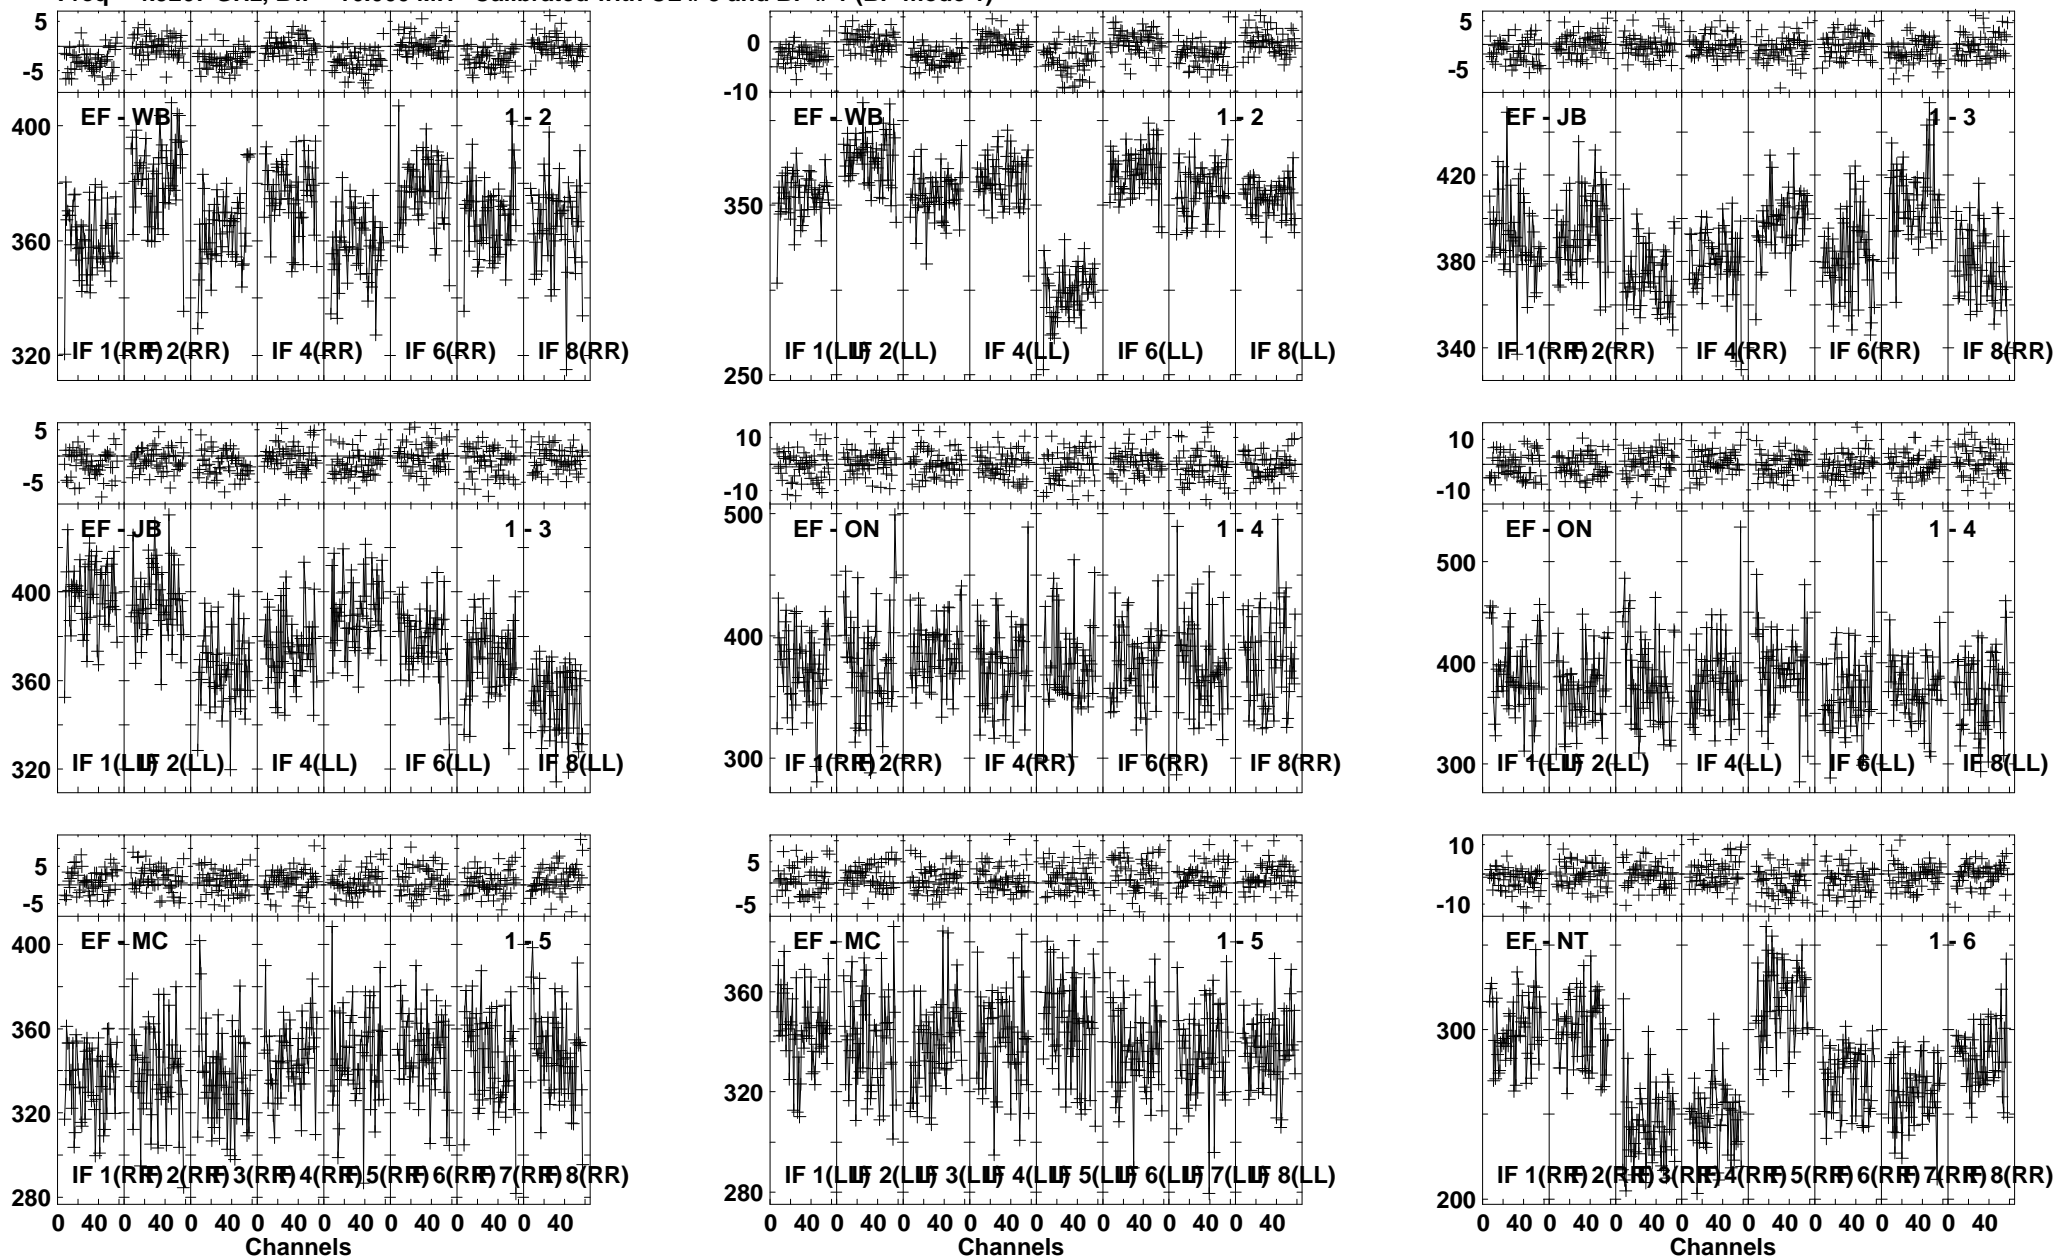 Calibrated with CL # and BP # (BP mode 1)
5
-5
400
360
320
EF - WB
1 - 2
IF 1(RR) IF 2(RR) IF 4(RR) IF 6(RR) IF 8(RR)
0
-10
350
250
EF - WB
1 - 2
IF 1(LL) IF 2(LL) IF 4(LL) IF 6(LL) IF 8(LL)
5
-5
420
380
340
EF - JB
1 - 3
IF 1(RR) IF 2(RR) IF 4(RR) IF 6(RR) IF 8(RR)
5
-5
400
360
320
EF - JB
1 - 3
IF 1(LL) IF 2(LL) IF 4(LL) IF 6(LL) IF 8(LL)
10
-10
500
400
300
EF - ON
1 - 4
IF 1(RR) IF 2(RR) IF 4(RR) IF 6(RR) IF 8(RR)
10
-10
500
400
300
EF - ON
1 - 4
IF 1(LL) IF 2(LL) IF 4(LL) IF 6(LL) IF 8(LL)
5
-5
400
360
320
280
EF - MC
1 - 5
IF 1(RR) IF 2(RR) IF 3(RR) IF 4(RR) IF 5(RR) IF 6(RR) IF 7(RR) IF 8(RR)
0 40 0 40 0 40 0 40 0 40 0 40 0 40 0 40
Channels
5
-5
360
320
280
EF - MC
1 - 5
IF 1(LL) IF 2(LL) IF 3(LL) IF 4(LL) IF 5(LL) IF 6(LL) IF 7(LL) IF 8(LL)
0 40 0 40 0 40 0 40 0 40 0 40 0 40 0 40
Channels
10
-10
300
200
EF - NT
1 - 6
IF 1(RR) IF 2(RR) IF 3(RR) IF 4(RR) IF 5(RR) IF 6(RR) IF 7(RR) IF 8(RR)
0 40 0 40 0 40 0 40 0 40 0 40 0 40 0 40
Channels